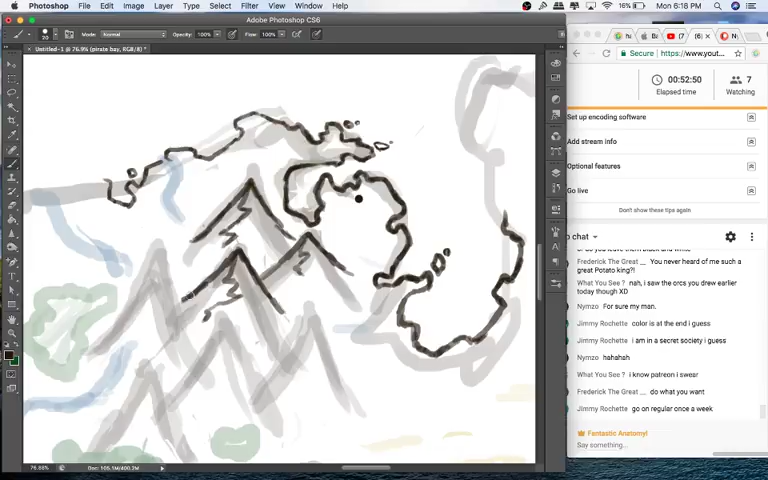 Photoshop File Edit Image Layer Type Select Filter View Window Help
16% Mon 6:18 PM
Adobe Photoshop CS6
20 Mode: Normal Opacity: 100% Flow: 100%
Untitled-1 @ 76.9% (pirate bay, RGB/8) *
Secure https://www.yout
00:52:50 7
Elapsed time Watching
Set up encoding software
Add stream info
Optional features
Go live
Don't show these tips again
p chat
Frederick The Great __ You never heard of me such a
great Potato king?!
What You See ? nah, i saw the orcs you drew earlier
today though XD
Nymzo For sure my man.
Jimmy Rochette color is at the end i guess
Jimmy Rochette i am in a secret society i guess
Nymzo hahahah
What You See ? i know patreon i swear
Frederick The Great __ do what you want
Jimmy Rochette go on regular once a week
Fantastic Anatomy!
Say something...